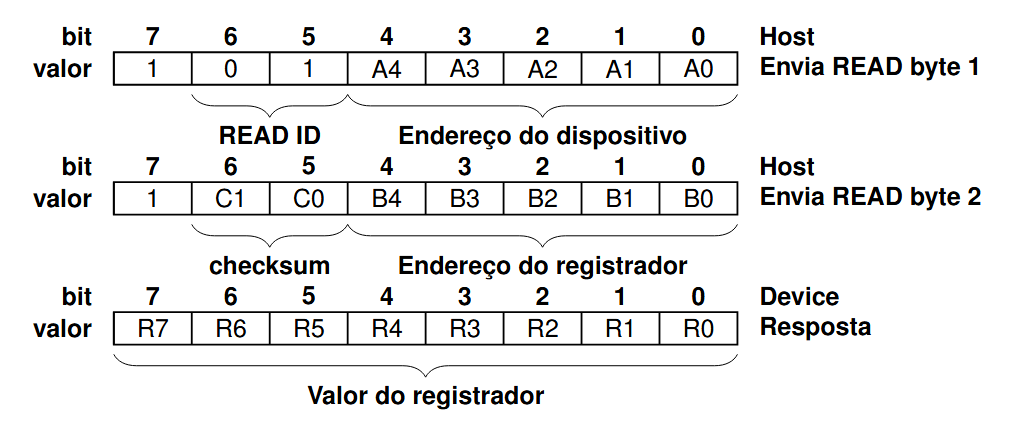 bit 7 6 5 4 3 2 1 0 Host
valor 1 0 1 A4 A3 A2 A1 A0 Envia READ byte 1
READ ID Endereço do dispositivo
bit 7 6 5 4 3 2 1 0 Host
valor 1 C1 C0 B4 B3 B2 B1 B0 Envia READ byte 2
checksum Endereço do registrador
bit 7 6 5 4 3 2 1 0 Device
valor R7 R6 R5 R4 R3 R2 R1 R0 Resposta
Valor do registrador